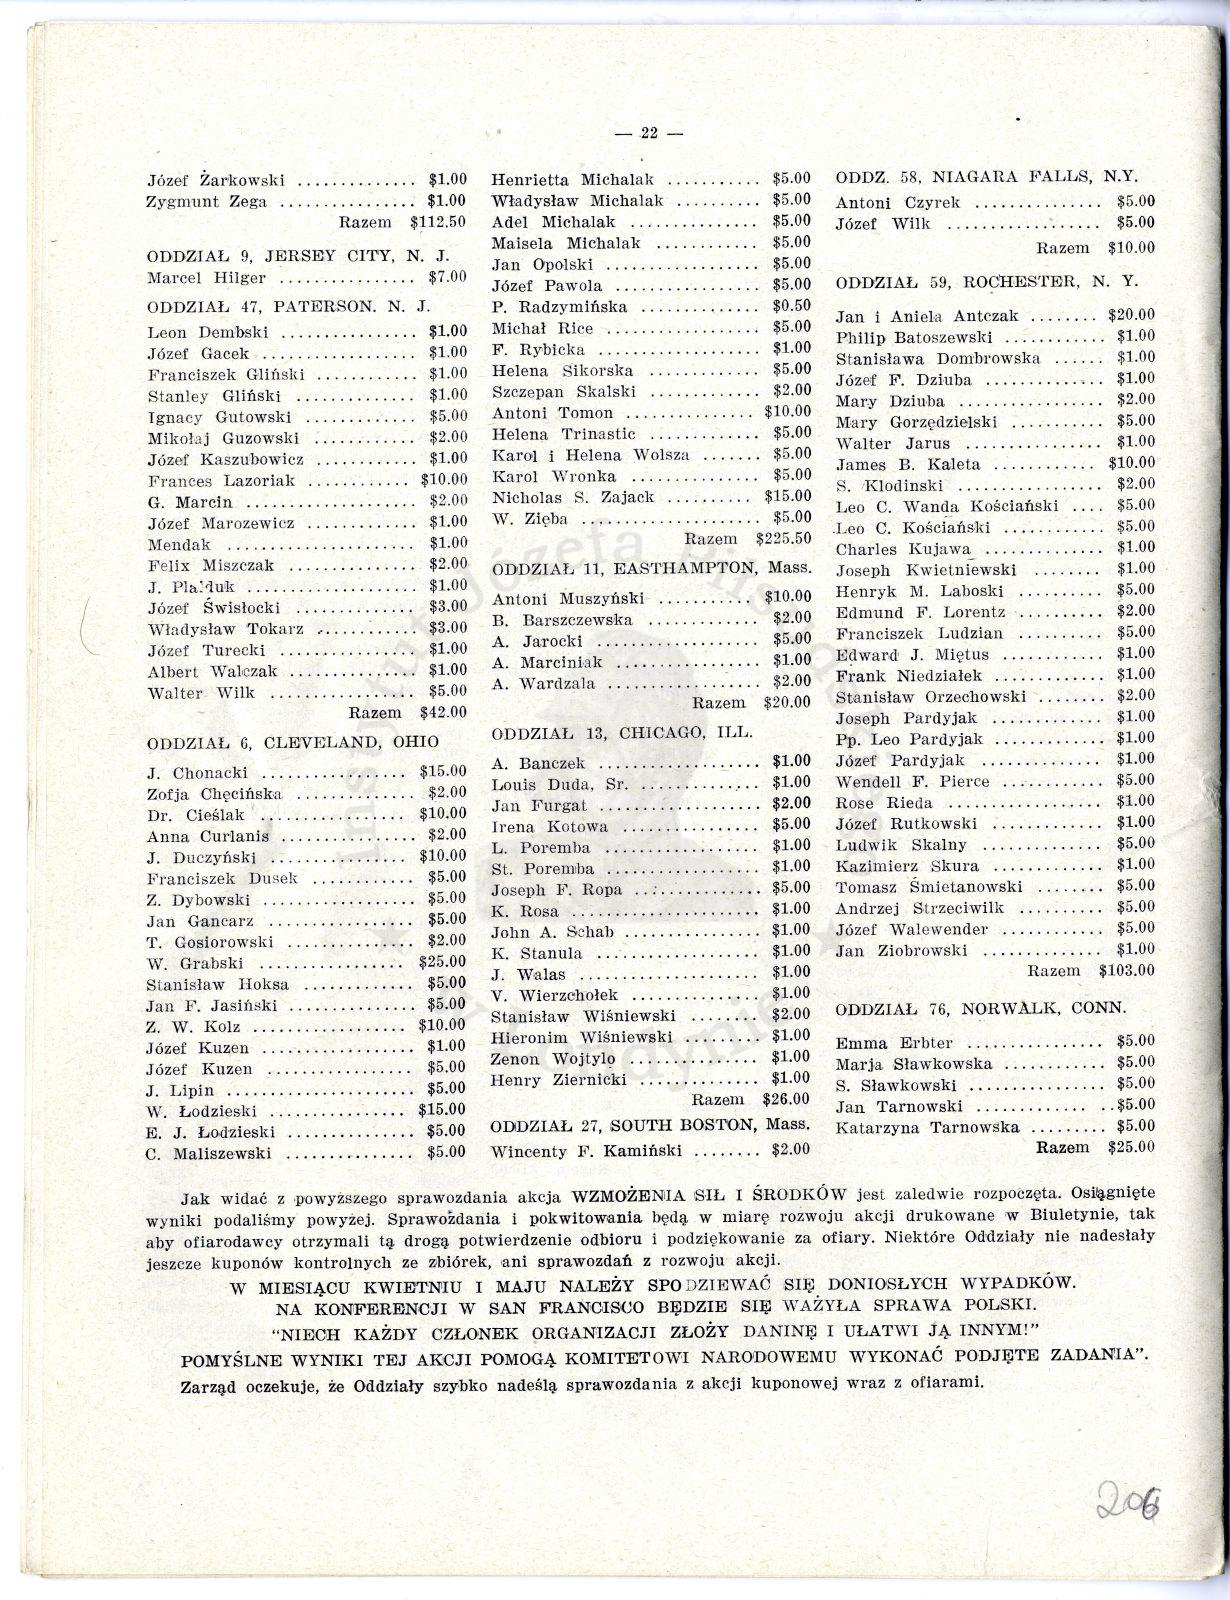 — 22 —
Józef Żarkowski .............. $1.00
Zygmunt Zega ................ $1.00
Razem $112.50
ODDZIAŁ 9, JERSEY CITY, N. J.
Marcel Hilger ................ $7.00
ODDZIAŁ 47, PATERSON. N. J.
Leon Dembski ................ $1.00
Józef Gacek .................. $1.00
Franciszek Gliński ............ $1.00
Stanley Gliński .............. $1.00
Ignacy Gutowski ............. $5.00
Mikołaj Guzowski ............ $2.00
Józef Kaszubowicz ............ $1.00
Frances Lazoriak ............ $10.00
G. Marcin .................... $2.00
Józef Marozewicz ............. $1.00
Mendak ...................... $1.00
Felix Miszczak ............... $2.00
J. .................... $1.00
Józef Świsłocki .............. $3.00
Władysław Tokarz ............ $3.00
Józef Turecki ................ $1.00
Albert Walczak ............... $1.00
Walter Wilk ................. $5.00
Razem $42.00
ODDZIAŁ 6, CLEVELAND, OHIO
J. Chonacki ................. $15.00
Zofja Chęcińska .............. $2.00
Dr. Cieślak ................. $10.00
Anna Curlanis ................ $2.00
J. Duczyński ................ $10.00
Franciszek Dusek ............ $5.00
Z. Dybowski .................. $5.00
Jan Gancarz .................. $5.00
T. Gosiorowski ............... $2.00
W. Grabski ................. $25.00
Stanisław Hoksa ............. $5.00
Jan F. Jasiński ............... $5.00
Z. W. Kolz .................. $10.00
Józef Kuzen .................. $1.00
Józef Kuzen .................. $5.00
J. Lipin ...................... $5.00
W. Łodzieski ................ $15.00
E. J. Łodzieski ............... $5.00
C. Maliszewski ............... $5.00
Henrietta Michalak ........... $5.00
Władysław Michalak .......... $5.00
Adel Michalak ............... $5.00
Maisela Michalak ............ $5.00
Jan Opolski .................. $5.00
Józef Pawola ................ $5.00
P. Radzymińska .............. $0.50
Michał Rice .................. $5.00
F. Rybicka ................... $1.00
Helena Sikorska ............. $5.00
Szczepan Skalski ............. $2.00
Antoni Tomon ............... $10.00
Helena Trinastic ............. $5.00
Karol i Helena Wolsza ....... $5.00
Karol Wronka ................ $5.00
Nicholas S. Zajack .......... $15.00
W. Zięba ..................... $5.00
Razem $225.50
ODDZIAŁ 11, EASTHAMPTON, Mass.
Antoni Muszyński ........... $10.00
B. Barszczewska ............. $2.00
A. Jarocki ................... $5.00
A. Marciniak ................. $1.00
A. Wardzala .................. $2.00
Razem $20.00
ODDZIAŁ 13, CHICAGO, ILL.
A. Banczek ................... $1.00
Louis Duda, Sr. .............. $1.00
Jan Furgat ................... $2.00
Irena Kotowa ................ $5.00
L. Poremba .................. $1.00
St. Poremba .................. $1.00
Joseph F. Ropa .............. $5.00
K. Rosa ...................... $1.00
John A. Schab ................ $1.00
K. Stanula ................... $1.00
J. Walas ..................... $1.00
V. Wierzchołek ............... $1.00
Stanisław Wiśniewski ........ $2.00
Hieronim Wiśniewski ......... $1.00
Zenon Wojtylo ............... $1.00
Henry Ziernicki .............. $1.00
Razem $26.00
ODDZIAŁ 27, SOUTH BOSTON, Mass.
Wincenty F. Kamiński ........ $2.00
ODDZ. 58, NIAGARA FALLS, N.Y.
Antoni Czyrek ............... $5.00
Józef Wilk ................... $5.00
Razem $10.00
ODDZIAŁ 59, ROCHESTER, N. Y.
Jan i Aniela Antczak ........ $20.00
Philip Batoszewski ............ $1.00
Stanisława Dombrowska ...... $1.00
Józef F. Dziuba .............. $1.00
Mary Dziuba ................. $2.00
Mary Gorzędzielski ........... $5.00
Walter Jarus ................. $1.00
James B. Kaleta ............ $10.00
S. Klodinski .................. $2.00
Leo C. Wanda Kościański .... $5.00
Leo C. Kościański ............ $5.00
Charles Kujawa .............. $1.00
Joseph Kwietniewski ........ $1.00
Henryk M. Laboski .......... $5.00
Edmund F. Lorentz .......... $2.00
Franciszek Ludzian .......... $5.00
Edward J. Miętus ............ $1.00
Frank Niedziałek ............. $1.00
Stanisław Orzechowski ........ $2.00
Joseph Pardyjak ............. $1.00
Pp. Leo Pardyjak ............ $1.00
Józef Pardyjak ............... $1.00
Wendell F. Pierce ............ $5.00
Rose Rieda .................. $1.00
Józef Rutkowski ............. $1.00
Ludwik Skalny ............... $5.00
Kazimierz Skura ............. $1.00
Tomasz Śmietanowski ........ $5.00
Andrzej Strzeciwilk .......... $5.00
Józef Walewender ............ $5.00
Jan Ziobrowski ............... $1.00
Razem $103.00
ODDZIAŁ 76, NORWALK, CONN.
Emma Erbter ................ $5.00
Marja Sławkowska ............ $5.00
S. Sławkowski ................ $5.00
Jan Tarnowski ............. ..$5.00
Katarzyna Tarnowska ......... $5.00
Razem $25.00
Jak widać z powyższego sprawozdania akcja WZMOŻENIA SIŁ I ŚRODKÓW jest zaledwie rozpoczęta. Osiągnięte
wyniki podaliśmy powyżej. Sprawozdania i pokwitowania będą w miarę rozwoju akcji drukowane w Biuletynie, tak
aby ofiarodawcy otrzymali tą drogą potwierdzenie odbioru i podziękowanie za ofiary. Niektóre Oddziały nie nadesłały
jeszcze kuponów kontrolnych ze zbiórek, ani sprawozdań z rozwoju akcji.
W MIESIĄCU KWIETNIU I MAJU NALEŻY SPODZIEWAĆ SIĘ DONIOSŁYCH WYPADKÓW.
NA KONFERENCJI W SAN FRANCISCO BĘDZIE SIĘ WAŻYŁA SPRAWA POLSKI.
"NIECH KAŻDY CZŁONEK ORGANIZACJI ZŁOŻY DANINĘ I UŁATWI JĄ INNYM!"
POMYŚLNE WYNIKI TEJ AKCJI POMOGĄ KOMITETOWI NARODOWEMU WYKONAĆ PODJĘTE ZADANIA".
Zarząd oczekuje, że Oddziały szybko nadeślą sprawozdania z akcji kuponowej wraz z ofiarami.
206